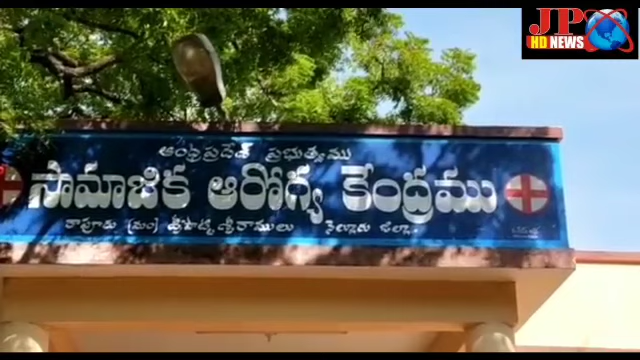 JP
HD NEWS
ఆంధ్రప్రదేశ్ ప్రభుత్వము
సామాజిక ఆరోగ్య కేంద్రము
రాపూరు (మం) శ్రీపొట్టి శ్రీరాములు నెల్లూరు జిల్లా.